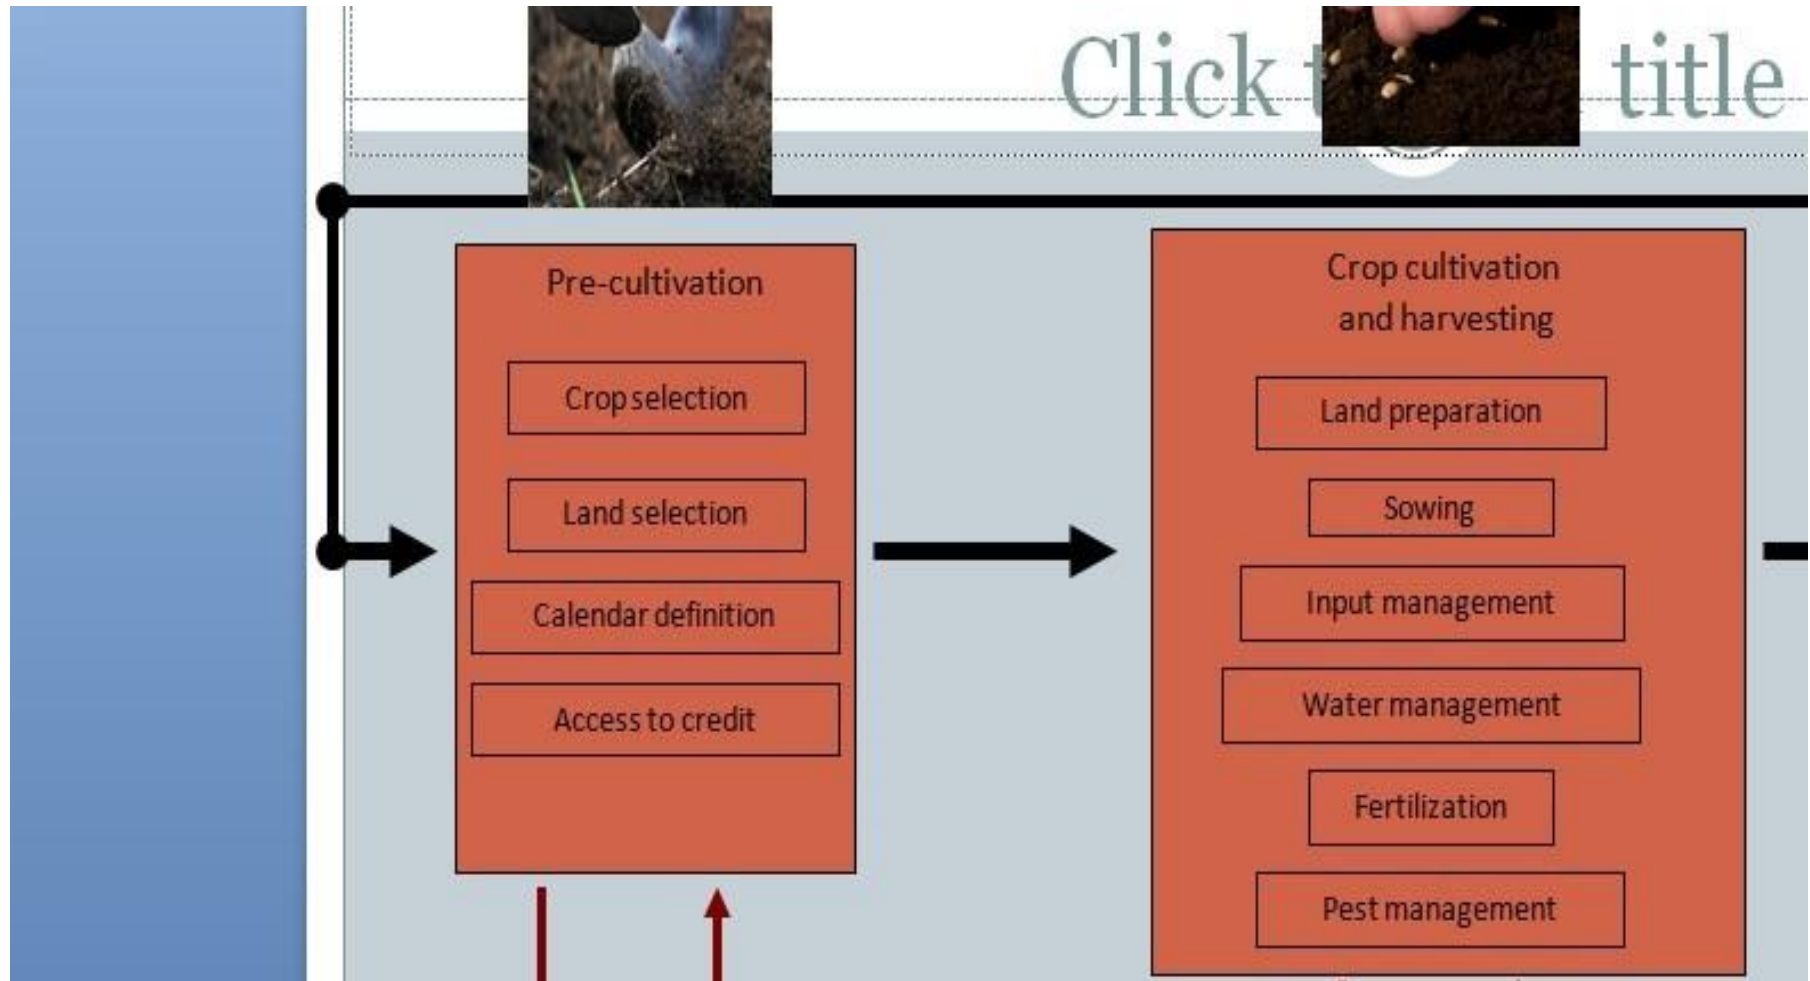 Click t title
Pre-cultivation
Crop selection
Land selection
Calendar definition
Access to credit
Crop cultivation
and harvesting
Land preparation
Sowing
Input management
Water management
Fertilization
Pest management